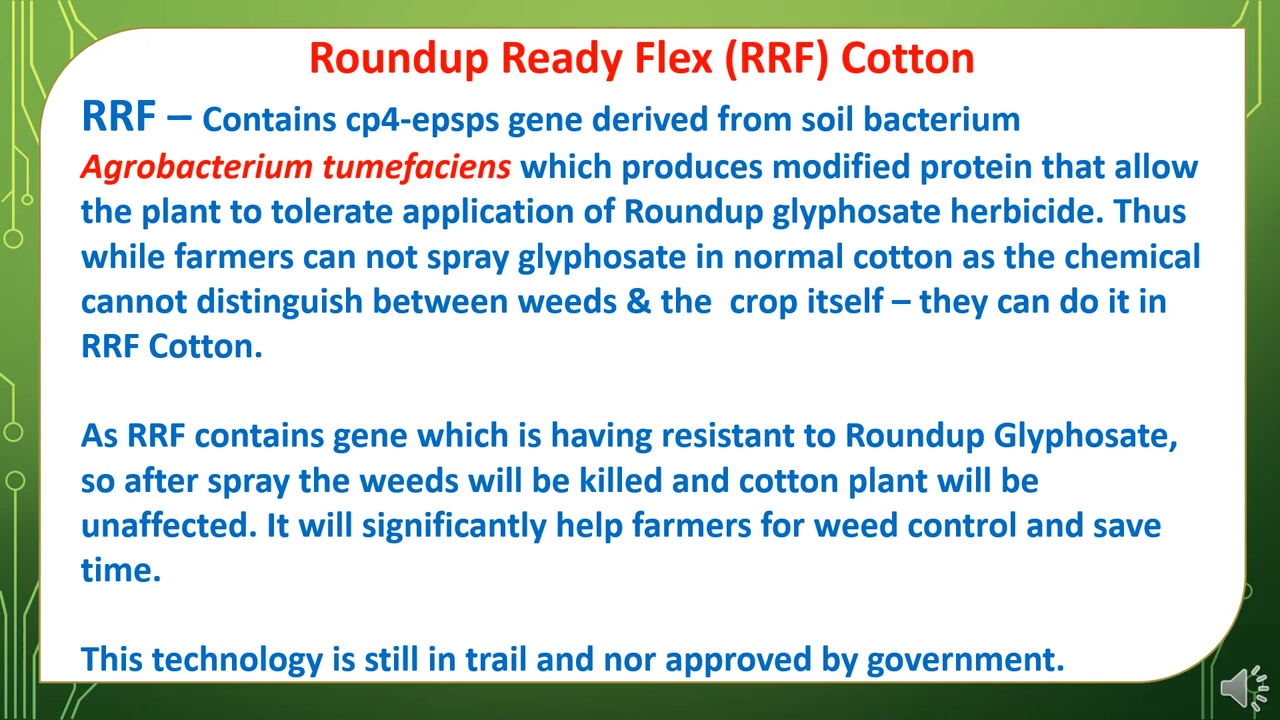 Roundup Ready Flex (RRF) Cotton
RRF – Contains cp4-epsps gene derived from soil bacterium
Agrobacterium tumefaciens which produces modified protein that allow
the plant to tolerate application of Roundup glyphosate herbicide. Thus
while farmers can not spray glyphosate in normal cotton as the chemical
cannot distinguish between weeds & the crop itself – they can do it in
RRF Cotton.
As RRF contains gene which is having resistant to Roundup Glyphosate,
so after spray the weeds will be killed and cotton plant will be
unaffected. It will significantly help farmers for weed control and save
time.
This technology is still in trail and nor approved by government.